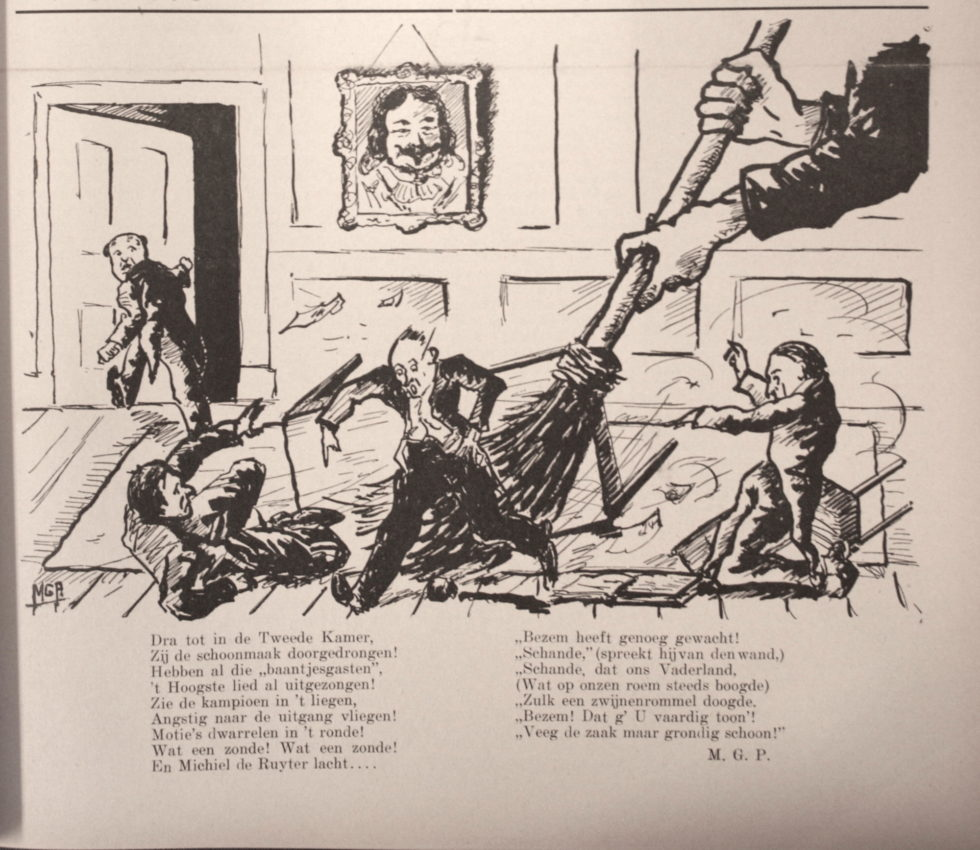 MGP.
Dra tot in de Tweede Kamer,
Zij de schoonmaak doorgedrongen!
Hebben al die „baantjesgasten”,
't Hoogste lied al uitgezongen!
Zie de kampioen in 't liegen,
Angstig naar de uitgang vliegen!
Motie's dwarrelen in 't ronde!
Wat een zonde! Wat een zonde!
En Michiel de Ruyter lacht....
„Bezem heeft genoeg gewacht!
„Schande,” (spreekt hij van den wand,)
„Schande, dat ons Vaderland,
(Wat op onzen roem steeds boogde)
„Zulk een zwijnenrommel doogde.
„Bezem! Dat g' U vaardig toon'!
„Veeg de zaak maar grondig schoon!”
M. G. P.